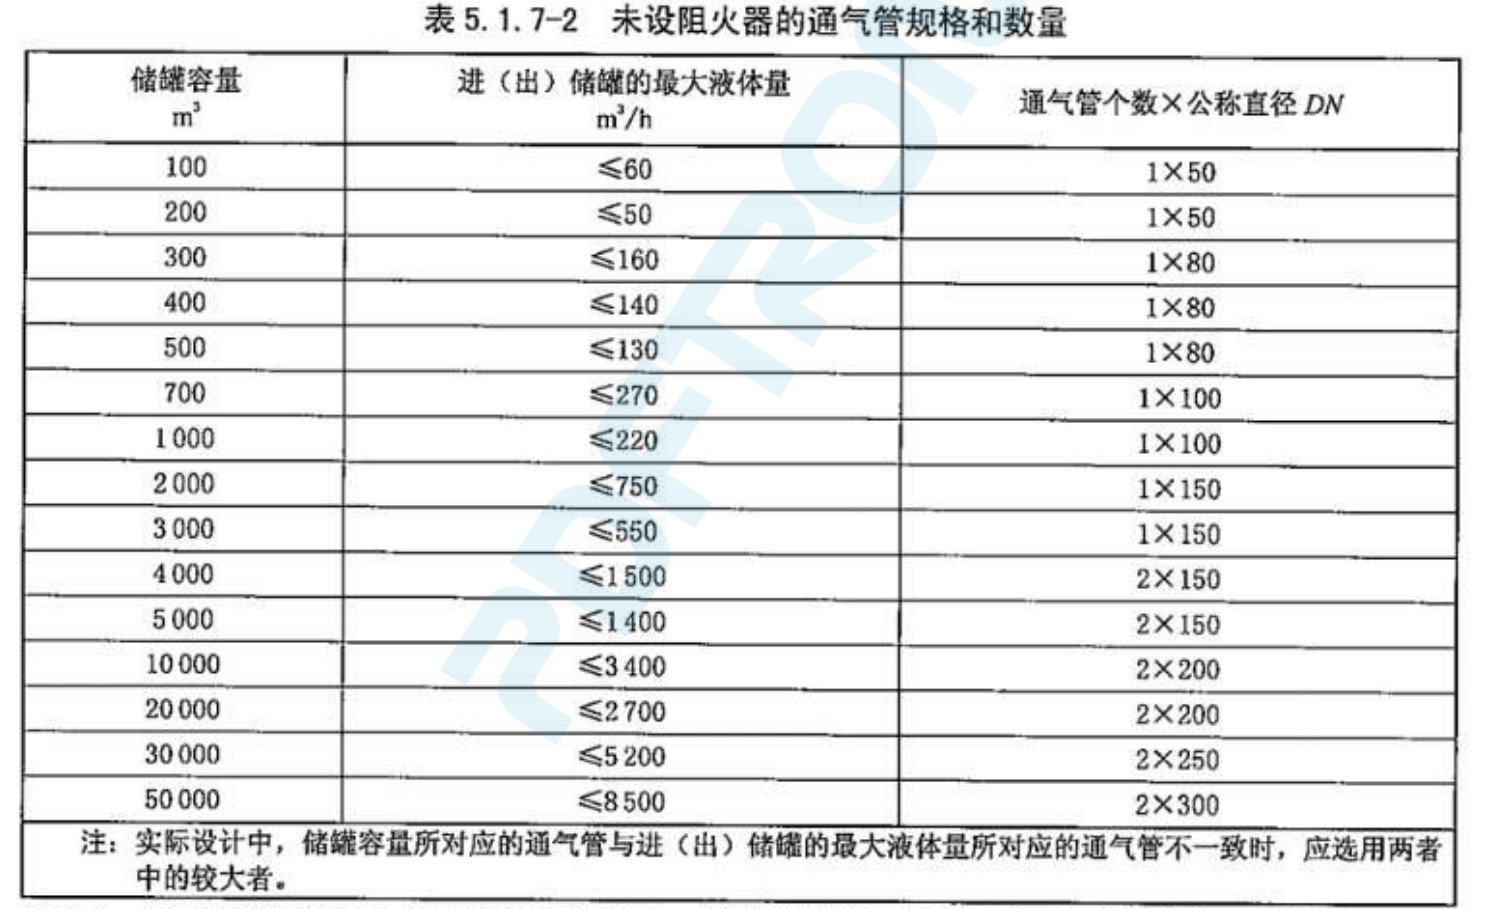 表 5.1.7-2 未设阻火器的通气管规格和数量
储罐容量 m³ 进（出）储罐的最大液体量 m³/h 通气管个数×公称直径 DN
100 ≤60 1×50
200 ≤50 1×50
300 ≤160 1×80
400 ≤140 1×80
500 ≤130 1×80
700 ≤270 1×100
1 000 ≤220 1×100
2 000 ≤750 1×150
3 000 ≤550 1×150
4 000 ≤1 500 2×150
5 000 ≤1 400 2×150
10 000 ≤3 400 2×200
20 000 ≤2 700 2×200
30 000 ≤5 200 2×250
50 000 ≤8 500 2×300
注：实际设计中，储罐容量所对应的通气管与进（出）储罐的最大液体量所对应的通气管不一致时，应选用两者
中的较大者。
PDFTRON